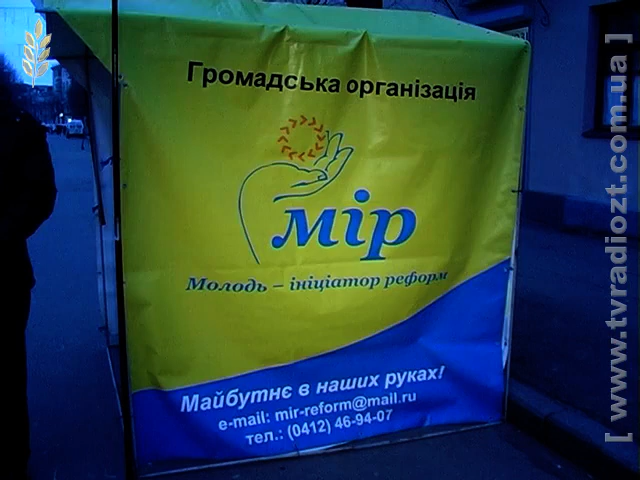 Громадська організація
мір
Молодь – ініціатор реформ
Майбутнє в наших руках!
e-mail: mir-reform@mail.ru
тел.: (0412) 46-94-07
[ www.tvradiozt.com.ua ]